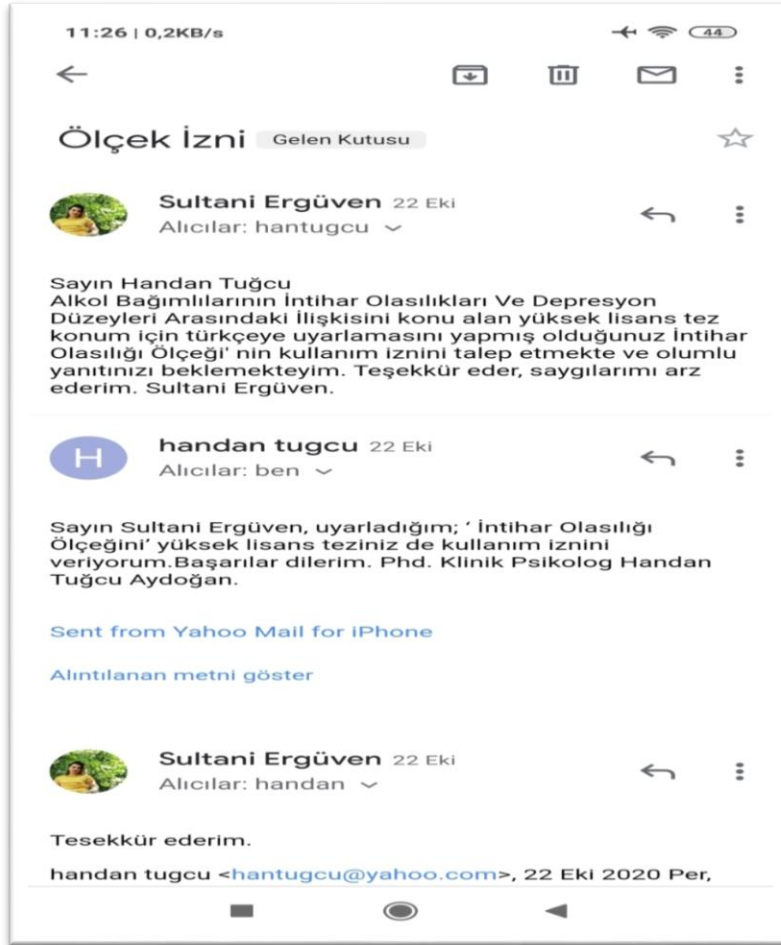 11:26 | 0,2KB/s
44
Ölçek İzni Gelen Kutusu
Sultani Ergüven 22 Eki
Alıcılar: hantugcu
Sayın Handan Tuğcu
Alkol Bağımlılarının İntihar Olasılıkları Ve Depresyon
Düzeyleri Arasındaki İlişkisini konu alan yüksek lisans tez
konum için türkçeye uyarlamasını yapmış olduğunuz İntihar
Olasılığı Ölçeği' nin kullanım iznini talep etmekte ve olumlu
yanıtınızı beklemekteyim. Teşekkür eder, saygılarımı arz
ederim. Sultani Ergüven.
H
handan tugcu 22 Eki
Alıcılar: ben
Sayın Sultani Ergüven, uyarladığım; ‘ İntihar Olasılığı
Ölçeğini’ yüksek lisans teziniz de kullanım iznini
veriyorum.Başarılar dilerim. Phd. Klinik Psikolog Handan
Tuğcu Aydoğan.
Sent from Yahoo Mail for iPhone
Alıntılanan metni göster
Sultani Ergüven 22 Eki
Alıcılar: handan
Tesekkür ederim.
handan tugcu <hantugcu@yahoo.com>, 22 Eki 2020 Per,